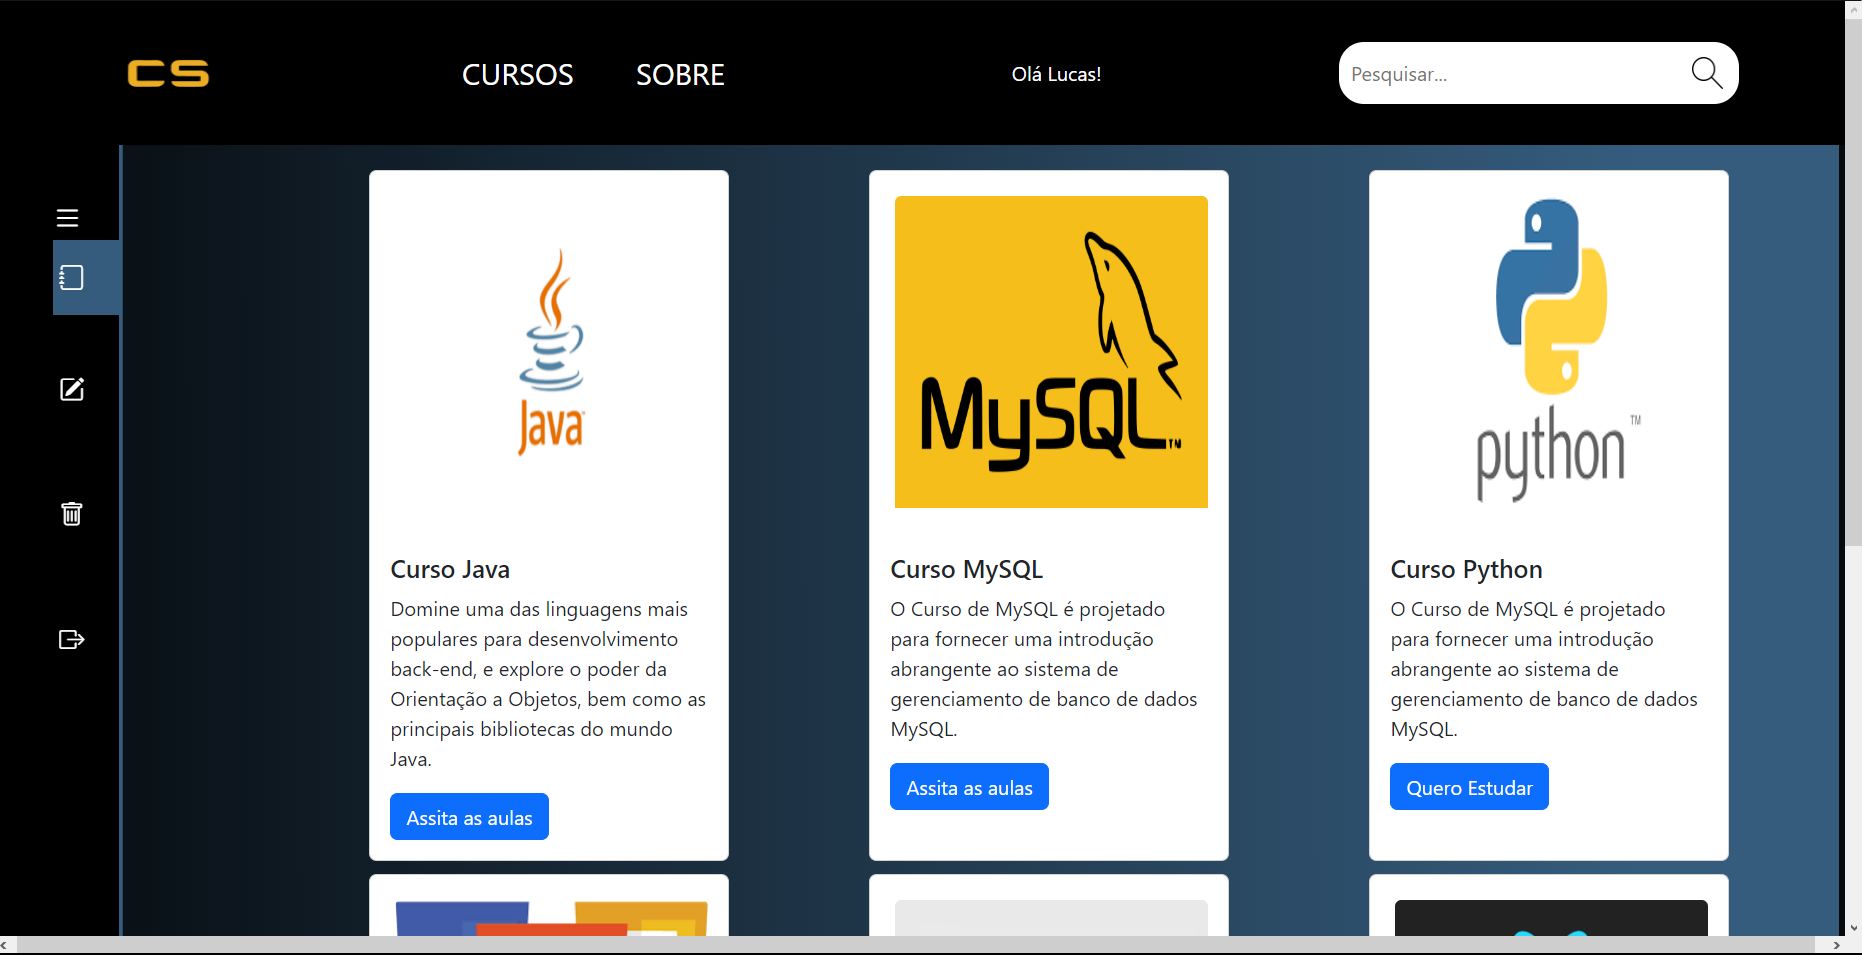 CS
CURSOS
SOBRE
Olá Lucas!
Pesquisar...
Java
MySQL™
python™
Curso Java
Domine uma das linguagens mais
populares para desenvolvimento
back-end, e explore o poder da
Orientação a Objetos, bem como as
principais bibliotecas do mundo
Java.
Assita as aulas
Curso MySQL
O Curso de MySQL é projetado
para fornecer uma introdução
abrangente ao sistema de
gerenciamento de banco de dados
MySQL.
Assita as aulas
Curso Python
O Curso de MySQL é projetado
para fornecer uma introdução
abrangente ao sistema de
gerenciamento de banco de dados
MySQL.
Quero Estudar